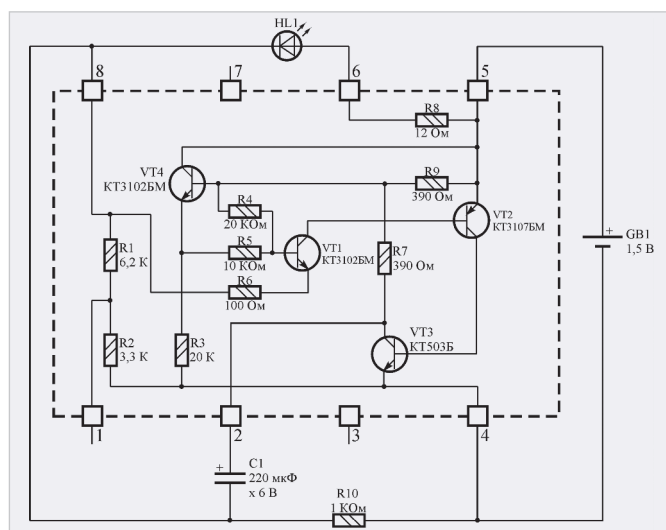 HL1
8
7
6
5
R8
12 Ом
VT4
КТ3102БМ
R9
390 Ом
R4
20 КОм
VT2
КТ3107БМ
+
GB1
1,5 В
R1
6,2 К
R5
10 КОм
VT1
КТ3102БМ
R7
390 Ом
R6
100 Ом
R2
3,3 К
R3
20 К
VT3
КТ503Б
1
2
3
4
+
C1
220 мкФ
х 6 В
R10
1 КОм